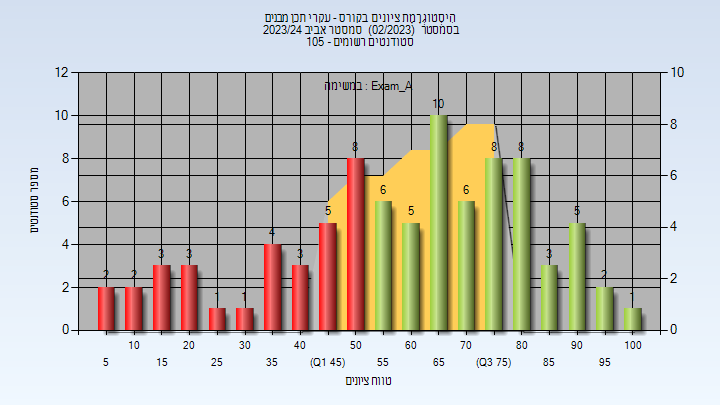 היסטוגרמת ציונים בקורס - עקרי תכן מבנים
בסמסטר (02/2023) סמסטר אביב 2023/24
סטודנטים רשומים - 105
במשימה : Exam_A
מספר סטודנטים
12 10 8 6 4 2 0
10 8 6 4 2 0
2 2 3 3 1 1 4 3 5 8 6 5 10 6 8 8 3 5 2 1
10 20 30 40 50 60 70 80 90 100
5 15 25 35 (Q1 45) 55 65 (Q3 75) 85 95
טווח ציונים